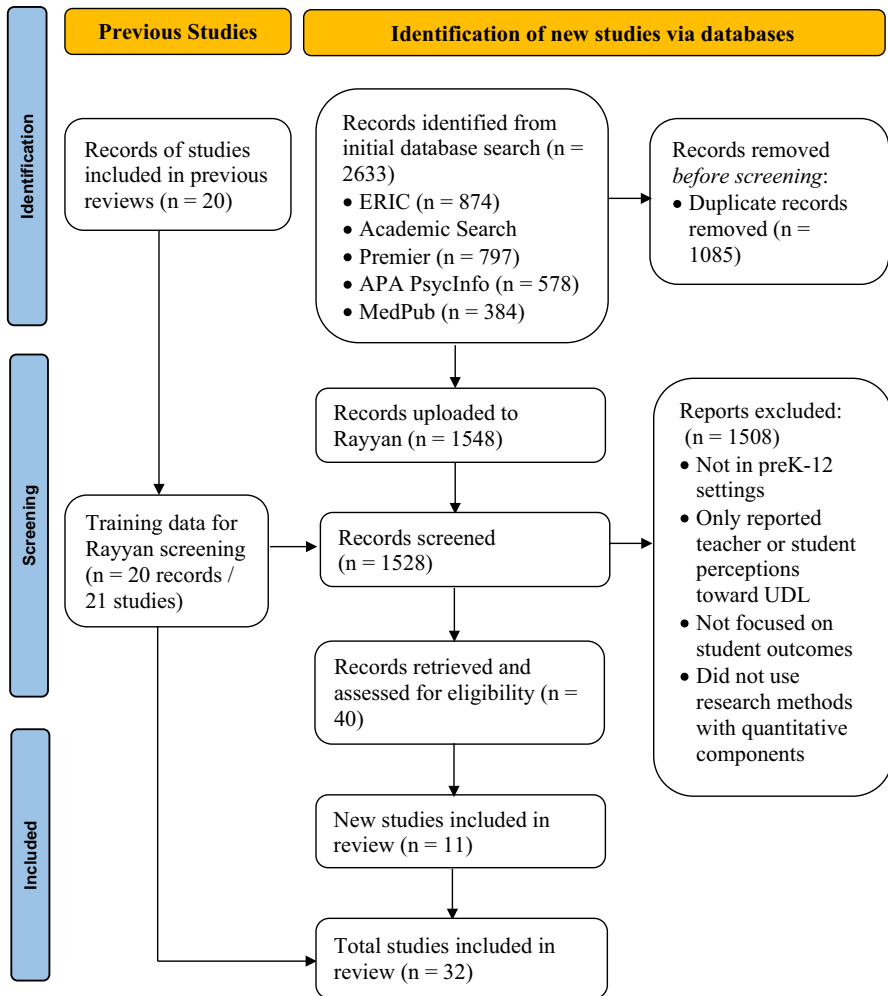 Previous Studies
Identification of new studies via databases
Identification
Records of studies
included in previous
reviews (n = 20)
Records identified from
initial database search (n =
2633)
• ERIC (n = 874)
• Academic Search
• Premier (n = 797)
• APA PsycInfo (n = 578)
• MedPub (n = 384)
Records removed
before screening:
• Duplicate records
removed (n =
1085)
Screening
Records uploaded to
Rayyan (n = 1548)
Training data for
Rayyan screening
(n = 20 records /
21 studies)
Records screened
(n = 1528)
Reports excluded:
(n = 1508)
• Not in preK-12
settings
• Only reported
teacher or student
perceptions
toward UDL
• Not focused on
student outcomes
• Did not use
research methods
with quantitative
components
Records retrieved and
assessed for eligibility (n =
40)
Included
New studies included in
review (n = 11)
Total studies included in
review (n = 32)